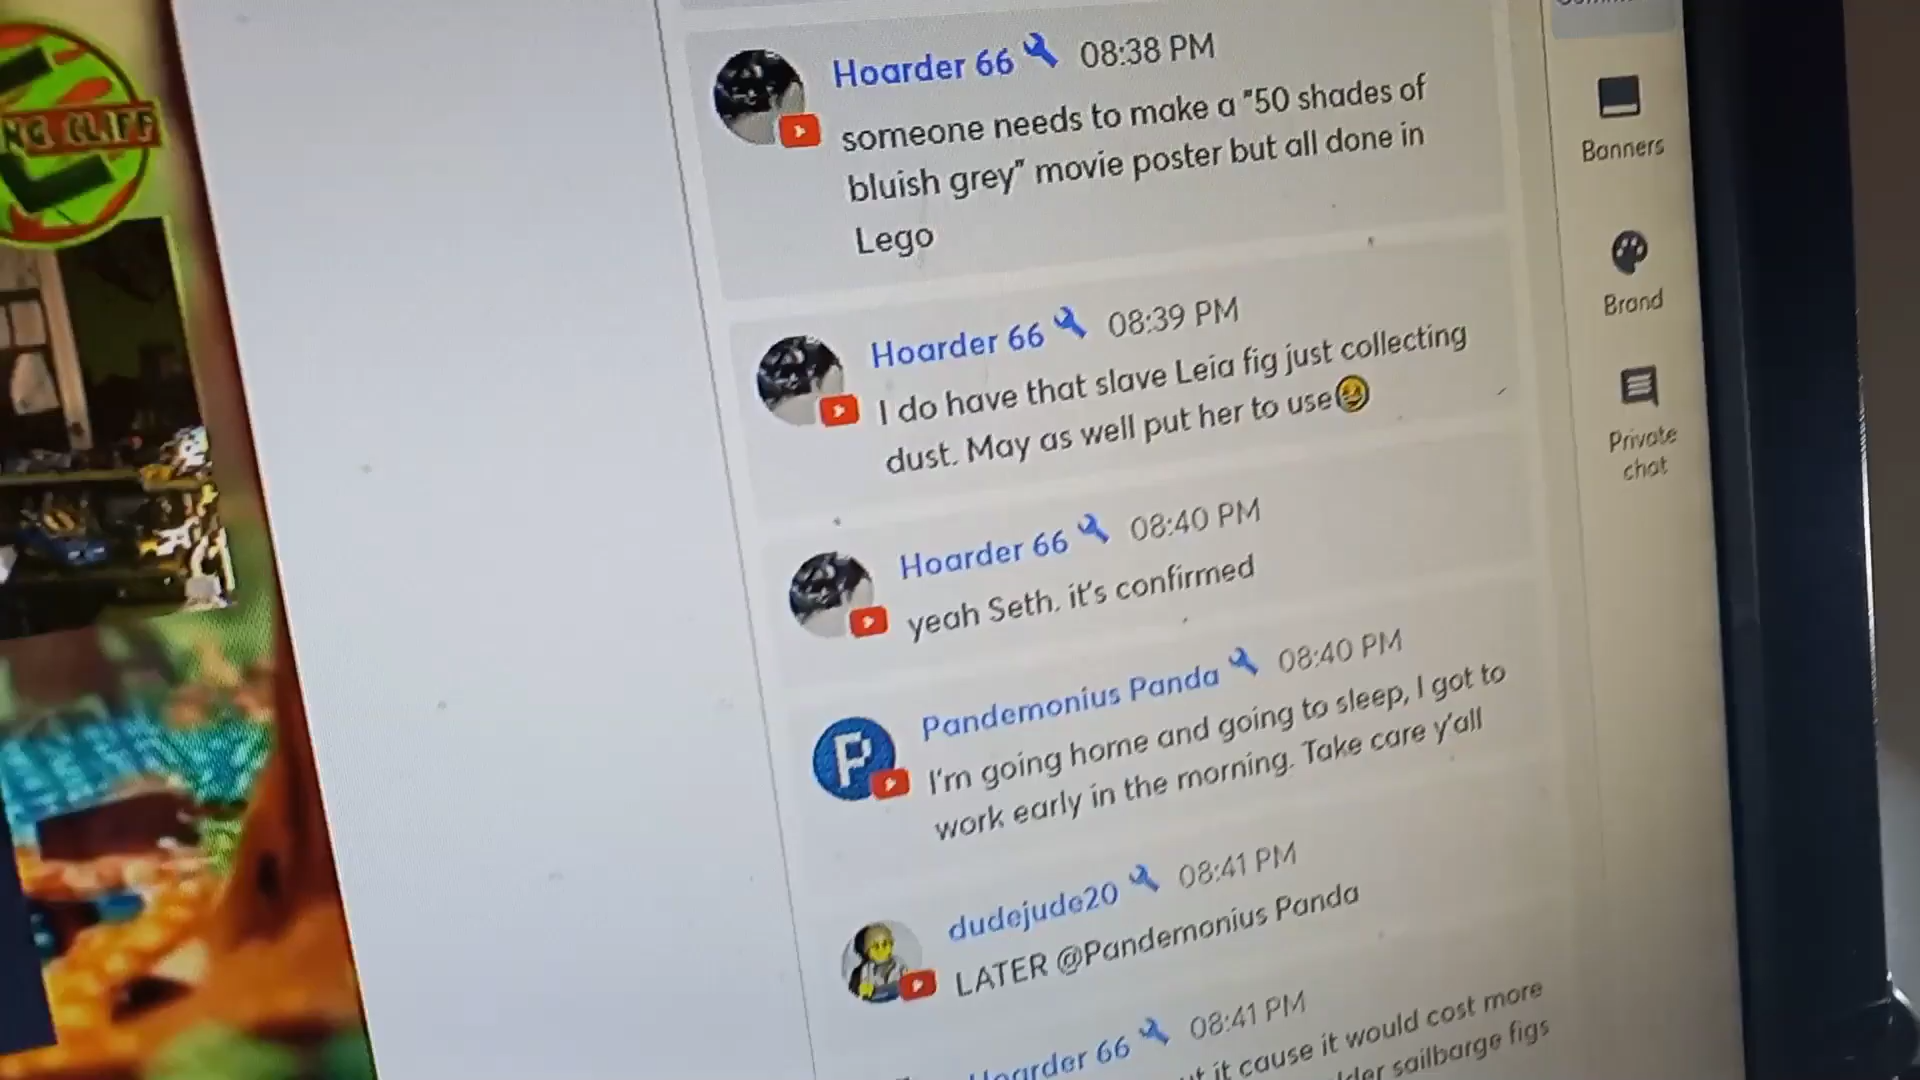 NG CLIFF
Hoarder 66 08:38 PM
someone needs to make a "50 shades of
bluish grey" movie poster but all done in
Lego
Hoarder 66 08:39 PM
I do have that slave Leia fig just collecting
dust. May as well put her to use😆
Hoarder 66 08:40 PM
yeah Seth. it's confirmed
Pandemonius Panda 08:40 PM
I'm going home and going to sleep, I got to
work early in the morning. Take care y'all
P
dudejude20 08:41 PM
LATER @Pandemonius Panda
Hoarder 66 08:41 PM
it cause it would cost more
sailbarge figs
Banners
Brand
Private
chat